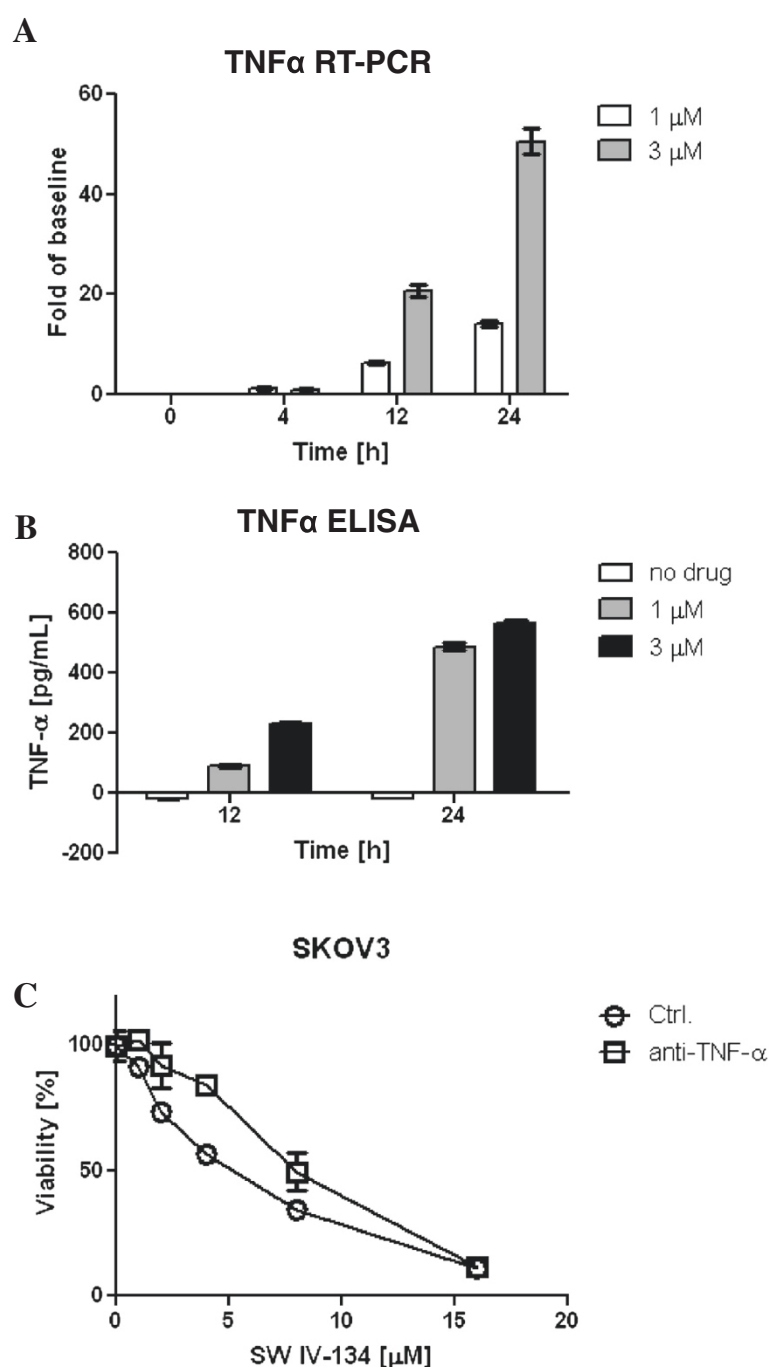 A
TNFα RT-PCR
60
40
20
0
Fold of baseline
0 4 12 24
Time [h]
1 μM
3 μM
B
TNFα ELISA
800
600
400
200
0
-200
TNF-α [pg/mL]
12 24
Time [h]
no drug
1 μM
3 μM
SKOV3
C
100
50
0
Viability [%]
0 5 10 15 20
SW IV-134 [μM]
Ctrl.
anti-TNF-α